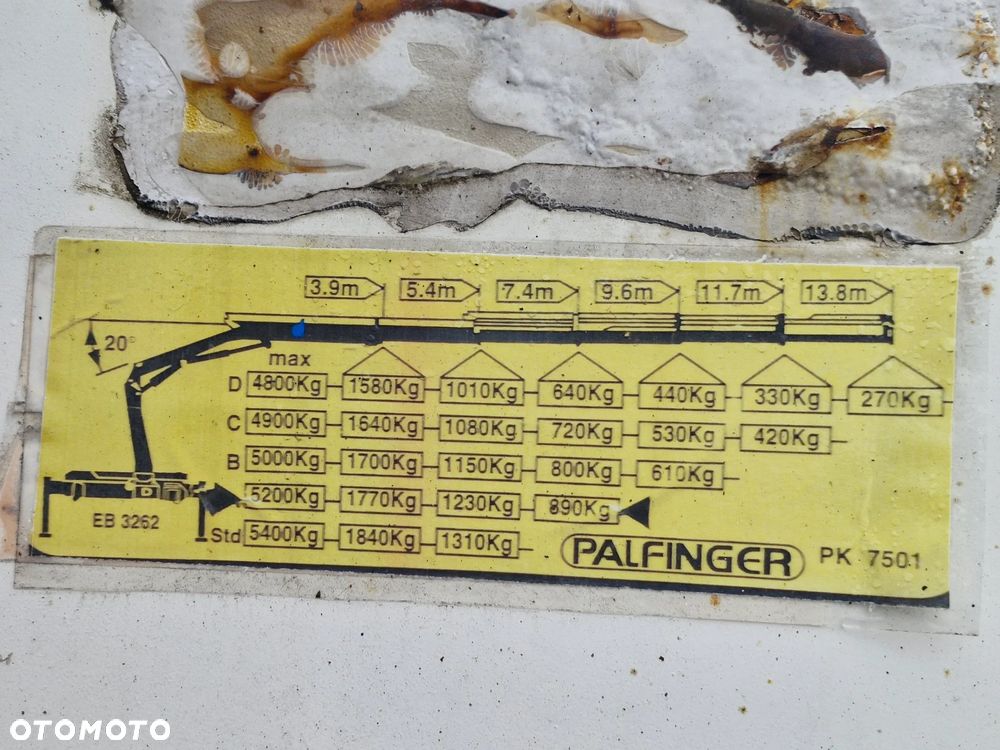 3.9m 5.4m 7.4m 9.6m 11.7m 13.8m
20°
max
D 4800Kg 1580Kg 1010Kg 640Kg 440Kg 330Kg 270Kg
C 4900Kg 1640Kg 1080Kg 720Kg 530Kg 420Kg
B 5000Kg 1700Kg 1150Kg 800Kg 610Kg
5200Kg 1770Kg 1230Kg 890Kg
EB 3262
Std 5400Kg 1840Kg 1310Kg
PALFINGER PK 7501
OTOMOTO